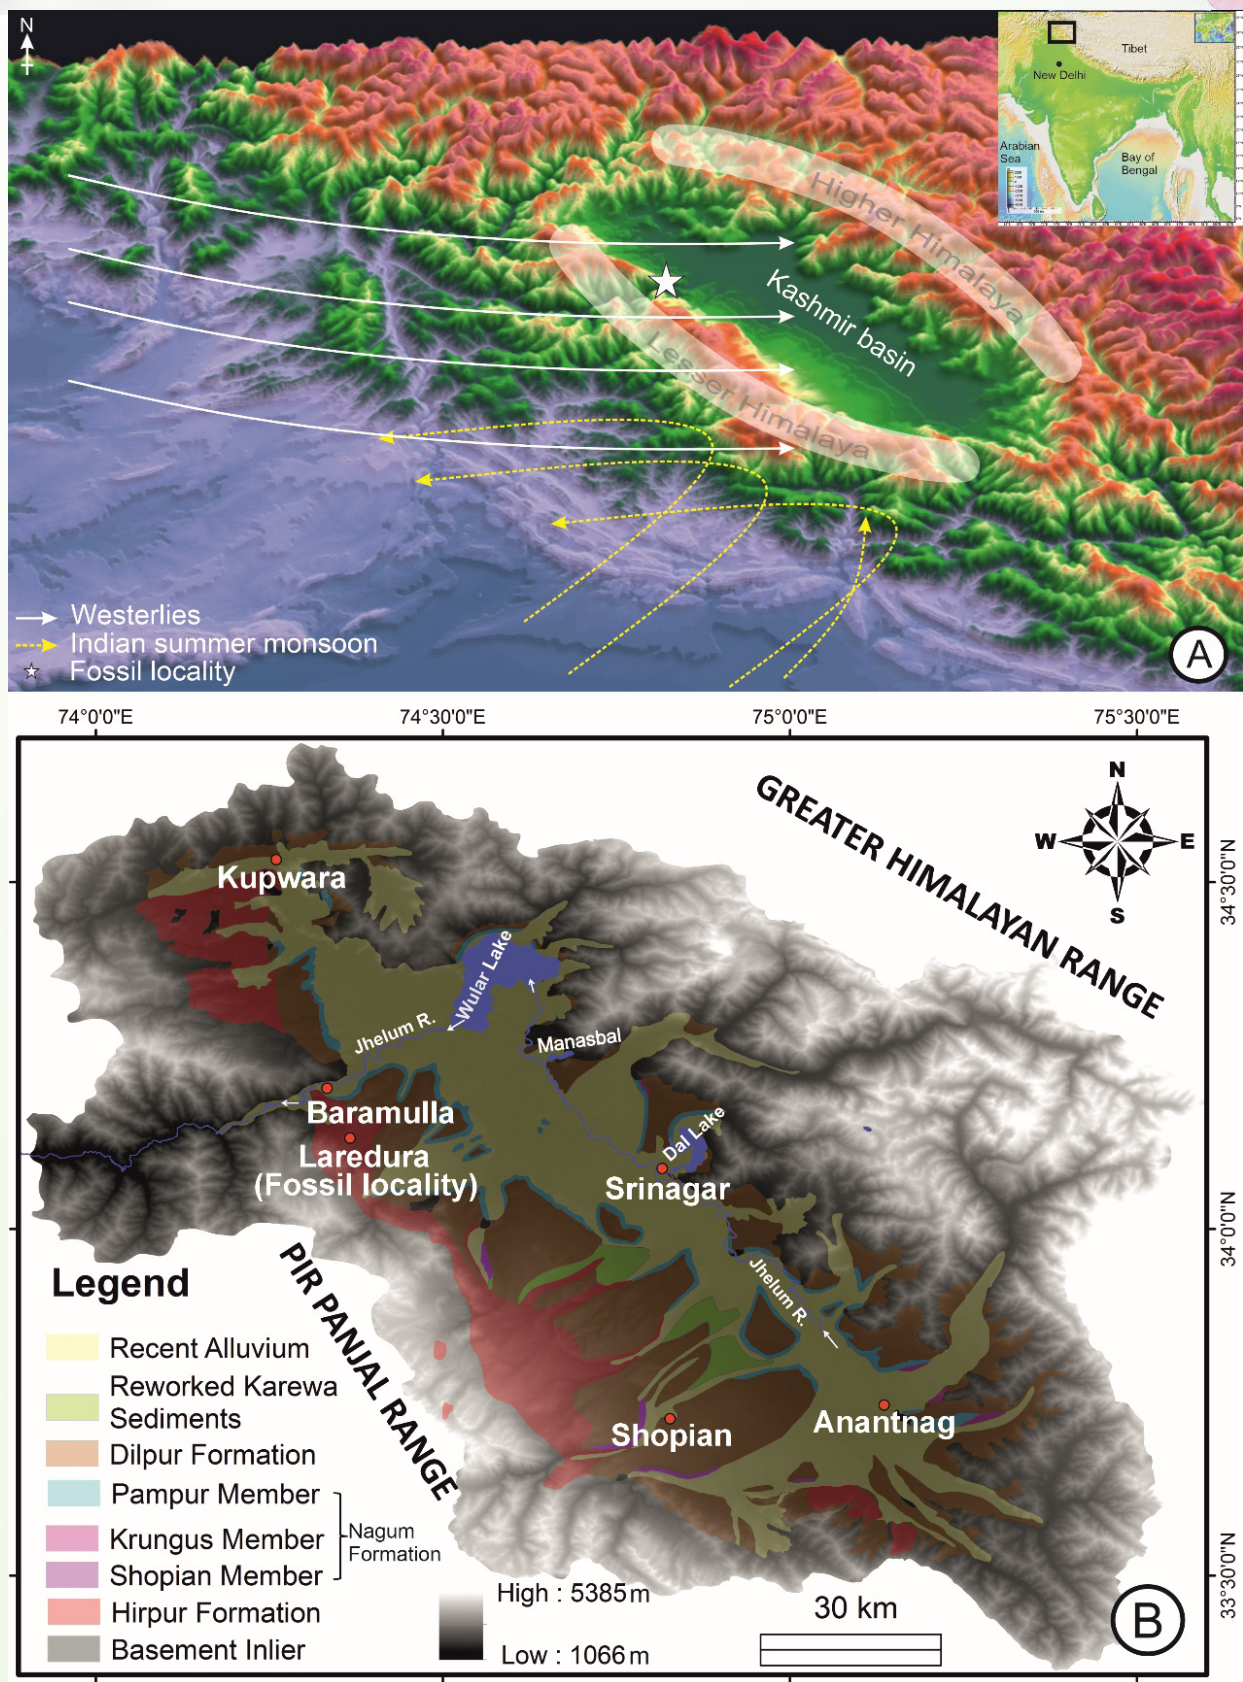 N
Tibet
New Delhi
Arabian
Sea
Bay of
Bengal
Higher Himalaya
Kashmir basin
Lesser Himalaya
Westerlies
Indian summer monsoon
Fossil locality
A
74°0'0"E
74°30'0"E
75°0'0"E
75°30'0"E
GREATER HIMALAYAN RANGE
N
W
E
S
34°30'0"N
34°0'0"N
33°30'0"N
Kupwara
Wular Lake
Jhelum R.
Manasbal
Baramulla
Laredura
(Fossil locality)
Dal Lake
Srinagar
Jhelum R.
Shopian
Anantnag
PIR PANJAL RANGE
Legend
Recent Alluvium
Reworked Karewa
Sediments
Dilpur Formation
Pampur Member
Krungus Member
Shopian Member
Nagum
Formation
Hirpur Formation
Basement Inlier
High : 5385m
Low : 1066m
30 km
B